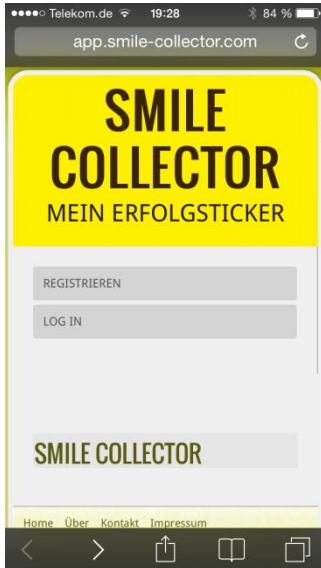 Telekom.de 19:28 84 %
app.smile-collector.com
SMILE
COLLECTOR
MEIN ERFOLGSTICKER
REGISTRIEREN
LOG IN
SMILE COLLECTOR
Home Über Kontakt Impressum